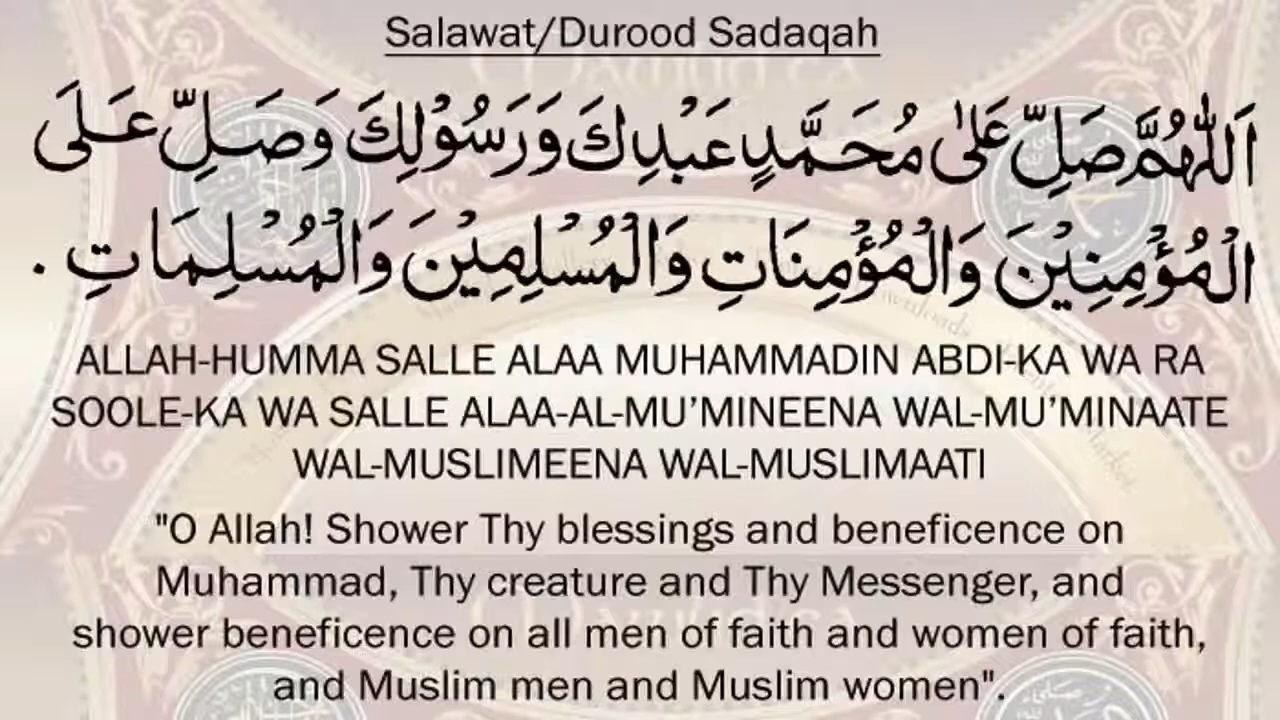 Salawat/Durood Sadaqah
اَللّٰهُمَّ صَلِّ عَلٰى مُحَمَّدٍ عَبْدِكَ وَرَسُوْلِكَ وَصَلِّ عَلَى
الْمُؤْمِنِيْنَ وَالْمُؤْمِنَاتِ وَالْمُسْلِمِيْنَ وَالْمُسْلِمَاتِ .
ALLAH-HUMMA SALLE ALAA MUHAMMADIN ABDI-KA WA RA
SOOLE-KA WA SALLE ALAA-AL-MU’MINEENA WAL-MU’MINAATE
WAL-MUSLIMEENA WAL-MUSLIMAATI
"O Allah! Shower Thy blessings and beneficence on
Muhammad, Thy creature and Thy Messenger, and
shower beneficence on all men of faith and women of faith,
and Muslim men and Muslim women".